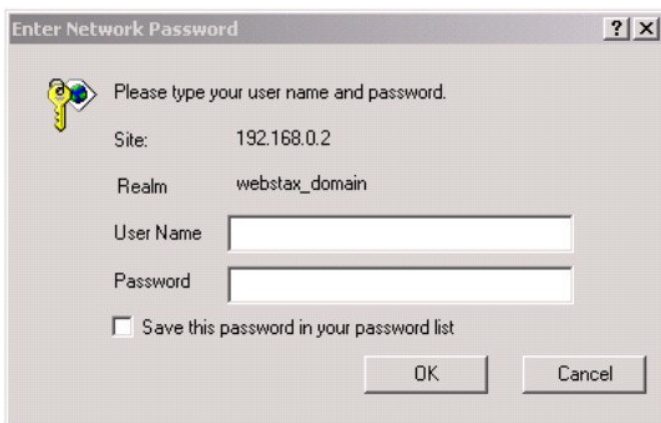 Enter Network Password
? X
Please type your user name and password.
Site: 192.168.0.2
Realm webstax_domain
User Name
Password
Save this password in your password list
OK Cancel